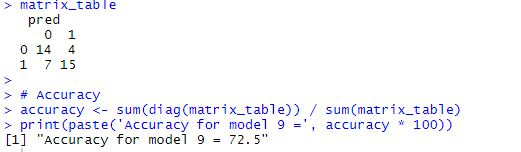 > matrix_table
   pred
     0  1
  0 14  4
  1  7 15
>
> # Accuracy
> accuracy <- sum(diag(matrix_table)) / sum(matrix_table)
> print(paste('Accuracy for model 9 =', accuracy * 100))
[1] "Accuracy for model 9 = 72.5"